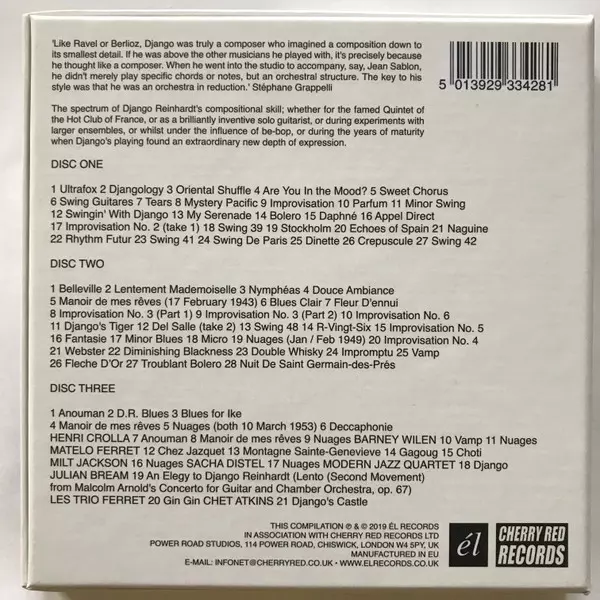 'Like Ravel or Berlioz, Django was truly a composer who imagined a composition down to
its smallest detail. If he was above the other musicians he played with, it's precisely because
he thought like a composer. When he went into the studio to accompany, say, Jean Sablon,
he didn't merely play specific chords or notes, but an orchestral structure. The key to his
style was that he was an orchestra in reduction.' Stéphane Grappelli
5 013929 334281
The spectrum of Django Reinhardt's compositional skill; whether for the famed Quintet of
the Hot Club of France, or as a brilliantly inventive solo guitarist, or during experiments with
larger ensembles, or whilst under the influence of be-bop, or during the years of maturity
when Django's playing found an extraordinary new depth of expression.
DISC ONE
1 Ultrafox 2 Djangology 3 Oriental Shuffle 4 Are You In the Mood? 5 Sweet Chorus
6 Swing Guitares 7 Tears 8 Mystery Pacific 9 Improvisation 10 Parfum 11 Minor Swing
12 Swingin' With Django 13 My Serenade 14 Bolero 15 Daphné 16 Appel Direct
17 Improvisation No. 2 (take 1) 18 Swing 39 19 Stockholm 20 Echoes of Spain 21 Naguine
22 Rhythm Futur 23 Swing 41 24 Swing De Paris 25 Dinette 26 Crepuscule 27 Swing 42
DISC TWO
1 Belleville 2 Lentement Mademoiselle 3 Nymphéas 4 Douce Ambiance
5 Manoir de mes rêves (17 February 1943) 6 Blues Clair 7 Fleur D'ennui
8 Improvisation No. 3 (Part 1) 9 Improvisation No. 3 (Part 2) 10 Improvisation No. 6
11 Django's Tiger 12 Del Salle (take 2) 13 Swing 48 14 R-Vingt-Six 15 Improvisation No. 5
16 Fantasie 17 Minor Blues 18 Micro 19 Nuages (Jan / Feb 1949) 20 Improvisation No. 4
21 Webster 22 Diminishing Blackness 23 Double Whisky 24 Impromptu 25 Vamp
26 Fleche D'Or 27 Troublant Bolero 28 Nuit De Saint Germain-des-Prés
DISC THREE
1 Anouman 2 D.R. Blues 3 Blues for Ike
4 Manoir de mes rêves 5 Nuages (both 10 March 1953) 6 Deccaphonie
HENRI CROLLA 7 Anouman 8 Manoir de mes rêves 9 Nuages BARNEY WILEN 10 Vamp 11 Nuages
MATELO FERRET 12 Chez Jazquet 13 Montagne Sainte-Genevieve 14 Gagoug 15 Choti
MILT JACKSON 16 Nuages SACHA DISTEL 17 Nuages MODERN JAZZ QUARTET 18 Django
JULIAN BREAM 19 An Elegy to Django Reinhardt (Lento (Second Movement)
from Malcolm Arnold's Concerto for Guitar and Chamber Orchestra, op. 67)
LES TRIO FERRET 20 Gin Gin CHET ATKINS 21 Django's Castle
THIS COMPILATION ℗ & © 2019 ÉL RECORDS
IN ASSOCIATION WITH CHERRY RED RECORDS LTD
POWER ROAD STUDIOS, 114 POWER ROAD, CHISWICK, LONDON W4 5PY, UK
MANUFACTURED IN EU
E-MAIL: INFONET@CHERRYRED.CO.UK • WWW.ELRECORDS.CO.UK
él
CHERRY RED
RECORDS